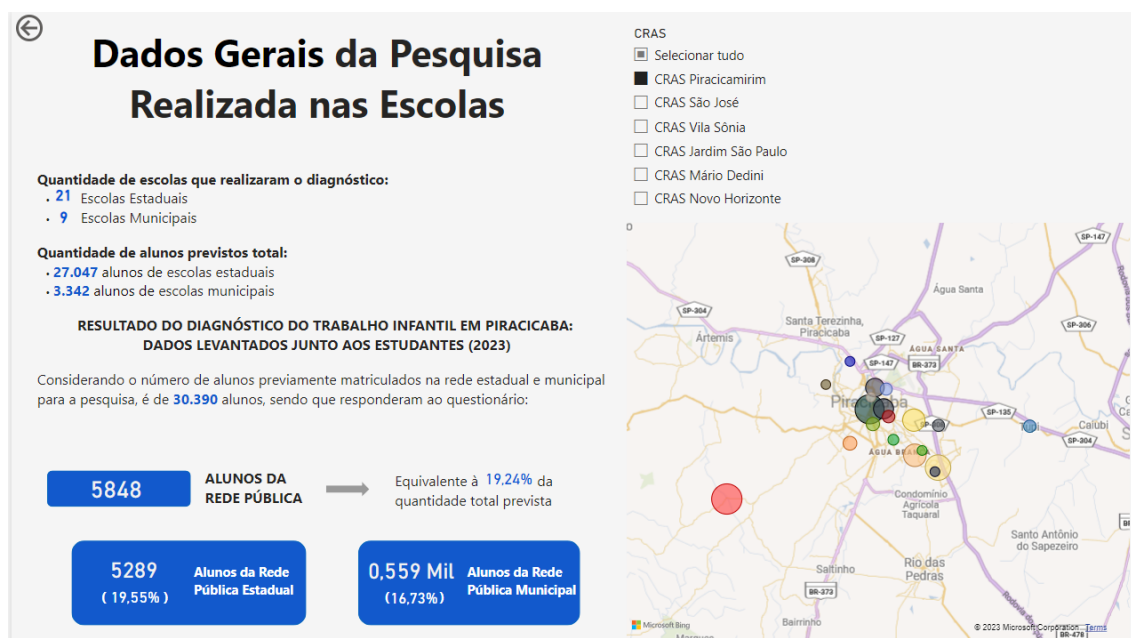 Dados Gerais da Pesquisa
Realizada nas Escolas
Quantidade de escolas que realizaram o diagnóstico:
• 21 Escolas Estaduais
• 9 Escolas Municipais
Quantidade de alunos previstos total:
• 27.047 alunos de escolas estaduais
• 3.342 alunos de escolas municipais
RESULTADO DO DIAGNÓSTICO DO TRABALHO INFANTIL EM PIRACICABA:
DADOS LEVANTADOS JUNTO AOS ESTUDANTES (2023)
Considerando o número de alunos previamente matriculados na rede estadual e municipal
para a pesquisa, é de 30.390 alunos, sendo que responderam ao questionário:
5848
ALUNOS DA
REDE PÚBLICA
Equivalente à 19,24% da
quantidade total prevista
5289
( 19,55% )
Alunos da Rede
Pública Estadual
0,559 Mil
(16,73%)
Alunos da Rede
Pública Municipal
CRAS
Selecionar tudo
CRAS Piracicamirim
CRAS São José
CRAS Vila Sônia
CRAS Jardim São Paulo
CRAS Mário Dedini
CRAS Novo Horizonte
SP-147
SP-308
Água Santa
SP-304
Santa Terezinha,
Piracicaba
SP-306
Ártemis
SP-127
ÁGUA SANTA
SP-147
BR-373
SP-135
Caiubi
SP-304
Condomínio
Agrícola
Taquaral
Santo Antônio
do Sapezeiro
Rio das
Pedras
Saltinho
BR-373
Bairrinho
Microsoft Bing
© 2023 Microsoft Corporation Terms
BR-478